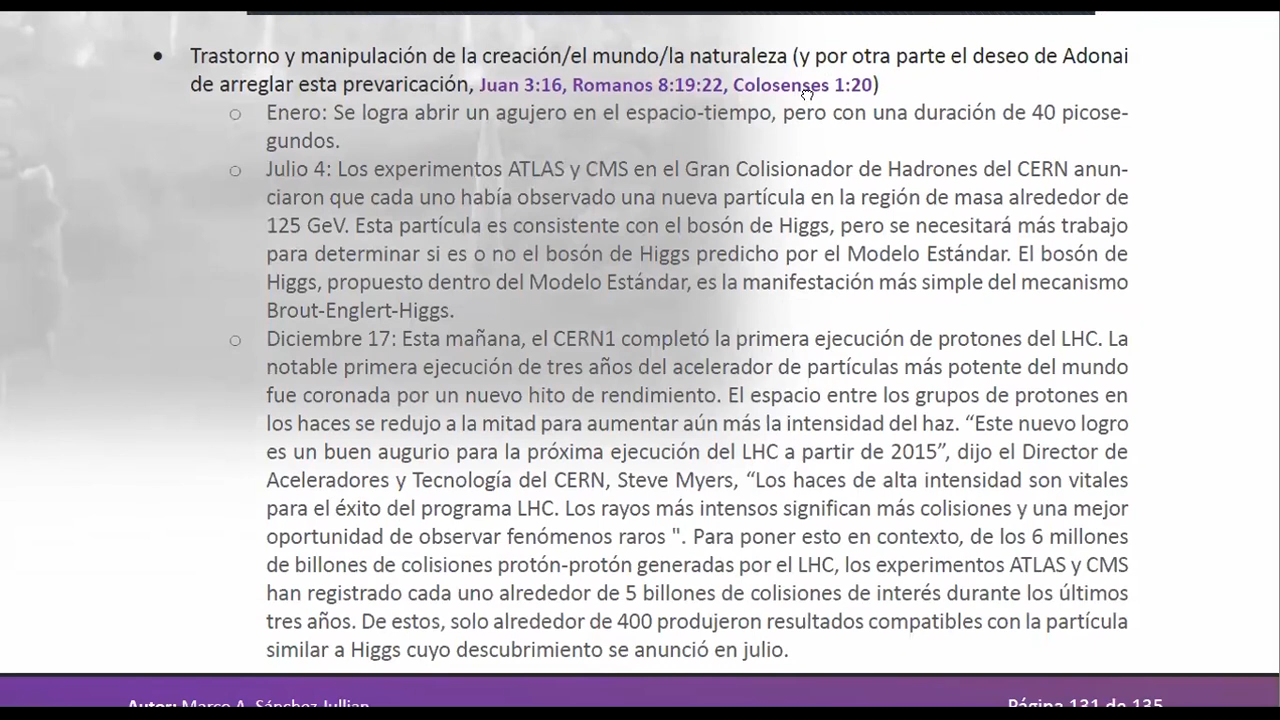 • Trastorno y manipulación de la creación/el mundo/la naturaleza (y por otra parte el deseo de Adonai
de arreglar esta prevaricación, Juan 3:16, Romanos 8:19:22, Colosenses 1:20)
o Enero: Se logra abrir un agujero en el espacio-tiempo, pero con una duración de 40 picose-
gundos.
o Julio 4: Los experimentos ATLAS y CMS en el Gran Colisionador de Hadrones del CERN anun-
ciaron que cada uno había observado una nueva partícula en la región de masa alrededor de
125 GeV. Esta partícula es consistente con el bosón de Higgs, pero se necesitará más trabajo
para determinar si es o no el bosón de Higgs predicho por el Modelo Estándar. El bosón de
Higgs, propuesto dentro del Modelo Estándar, es la manifestación más simple del mecanismo
Brout-Englert-Higgs.
o Diciembre 17: Esta mañana, el CERN1 completó la primera ejecución de protones del LHC. La
notable primera ejecución de tres años del acelerador de partículas más potente del mundo
fue coronada por un nuevo hito de rendimiento. El espacio entre los grupos de protones en
los haces se redujo a la mitad para aumentar aún más la intensidad del haz. “Este nuevo logro
es un buen augurio para la próxima ejecución del LHC a partir de 2015”, dijo el Director de
Aceleradores y Tecnología del CERN, Steve Myers, “Los haces de alta intensidad son vitales
para el éxito del programa LHC. Los rayos más intensos significan más colisiones y una mejor
oportunidad de observar fenómenos raros ". Para poner esto en contexto, de los 6 millones
de billones de colisiones protón-protón generadas por el LHC, los experimentos ATLAS y CMS
han registrado cada uno alrededor de 5 billones de colisiones de interés durante los últimos
tres años. De estos, solo alrededor de 400 produjeron resultados compatibles con la partícula
similar a Higgs cuyo descubrimiento se anunció en julio.
Autor: Marco A. Sánchez Jullian
Página 131 de 135